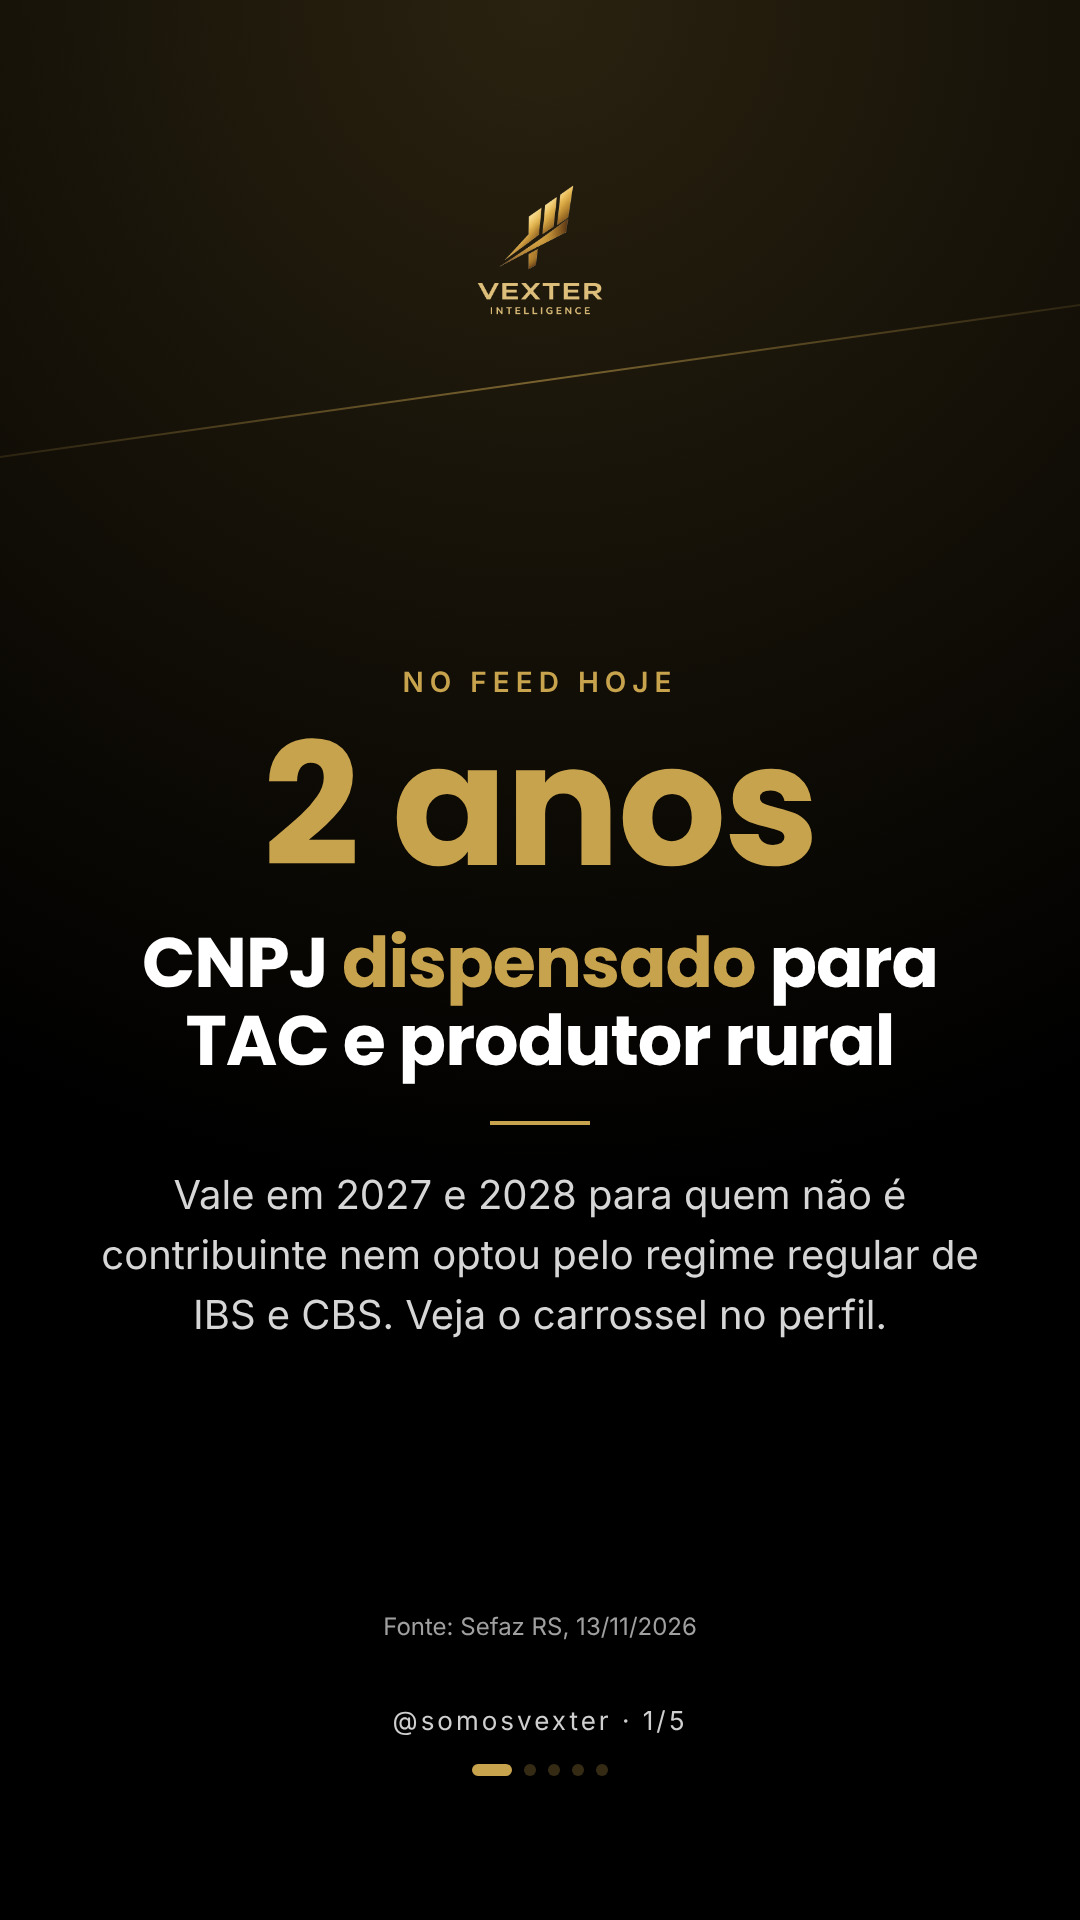 VEXTER
INTELLIGENCE
NO FEED HOJE
2 anos
CNPJ dispensado para
TAC e produtor rural
Vale em 2027 e 2028 para quem não é
contribuinte nem optou pelo regime regular de
IBS e CBS. Veja o carrossel no perfil.
Fonte: Sefaz RS, 13/11/2026
@somosvexter · 1/5